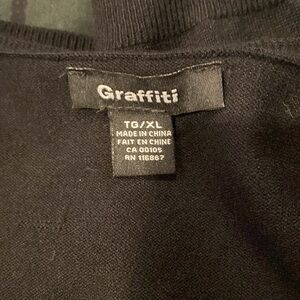 Graffiti
TG/XL
MADE IN CHINA
FAIT EN CHINE
CA 00105
RN 116867